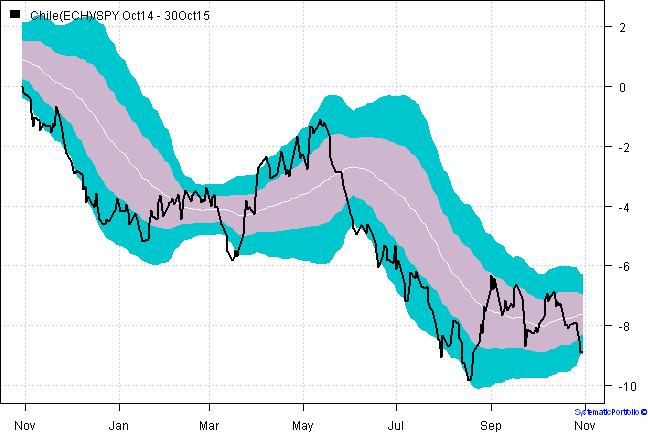 Chile(ECH)/SPY Oct14 - 30Oct15
2
0
-2
-4
-6
-8
-10
Nov Jan Mar May Jul Sep Nov
SystematicPortfolio ©